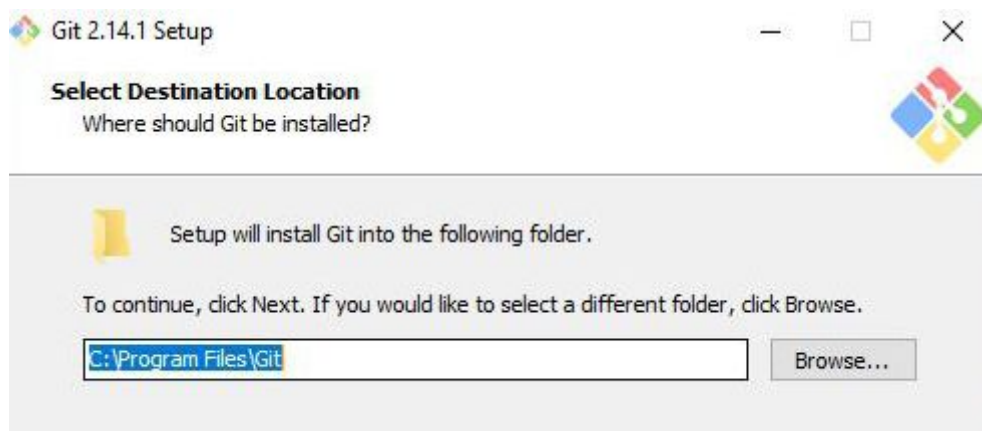 Git 2.14.1 Setup
Select Destination Location
Where should Git be installed?
Setup will install Git into the following folder.
To continue, click Next. If you would like to select a different folder, click Browse.
C:\Program Files\Git
Browse...